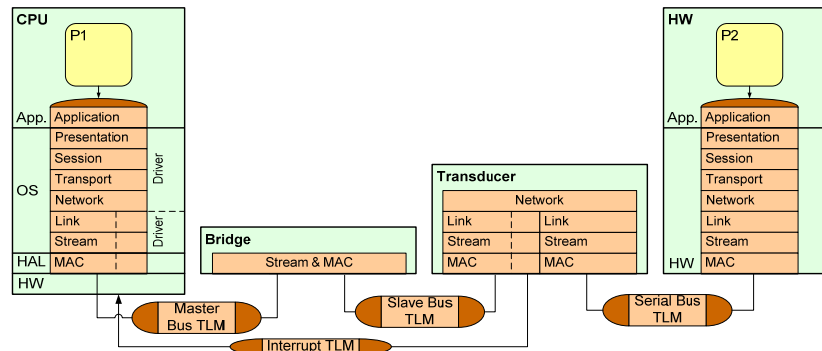 CPU
P1
App.
Application
Presentation
Session
Transport
Network
Link
Stream
MAC
Driver
Driver
OS
HAL
HW
Bridge
Stream & MAC
Transducer
Network
Link
Link
Stream
Stream
MAC
MAC
HW
P2
App.
Application
Presentation
Session
Transport
Network
Link
Stream
MAC
HW
Master
Bus TLM
Slave Bus
TLM
Serial Bus
TLM
Interrupt TLM